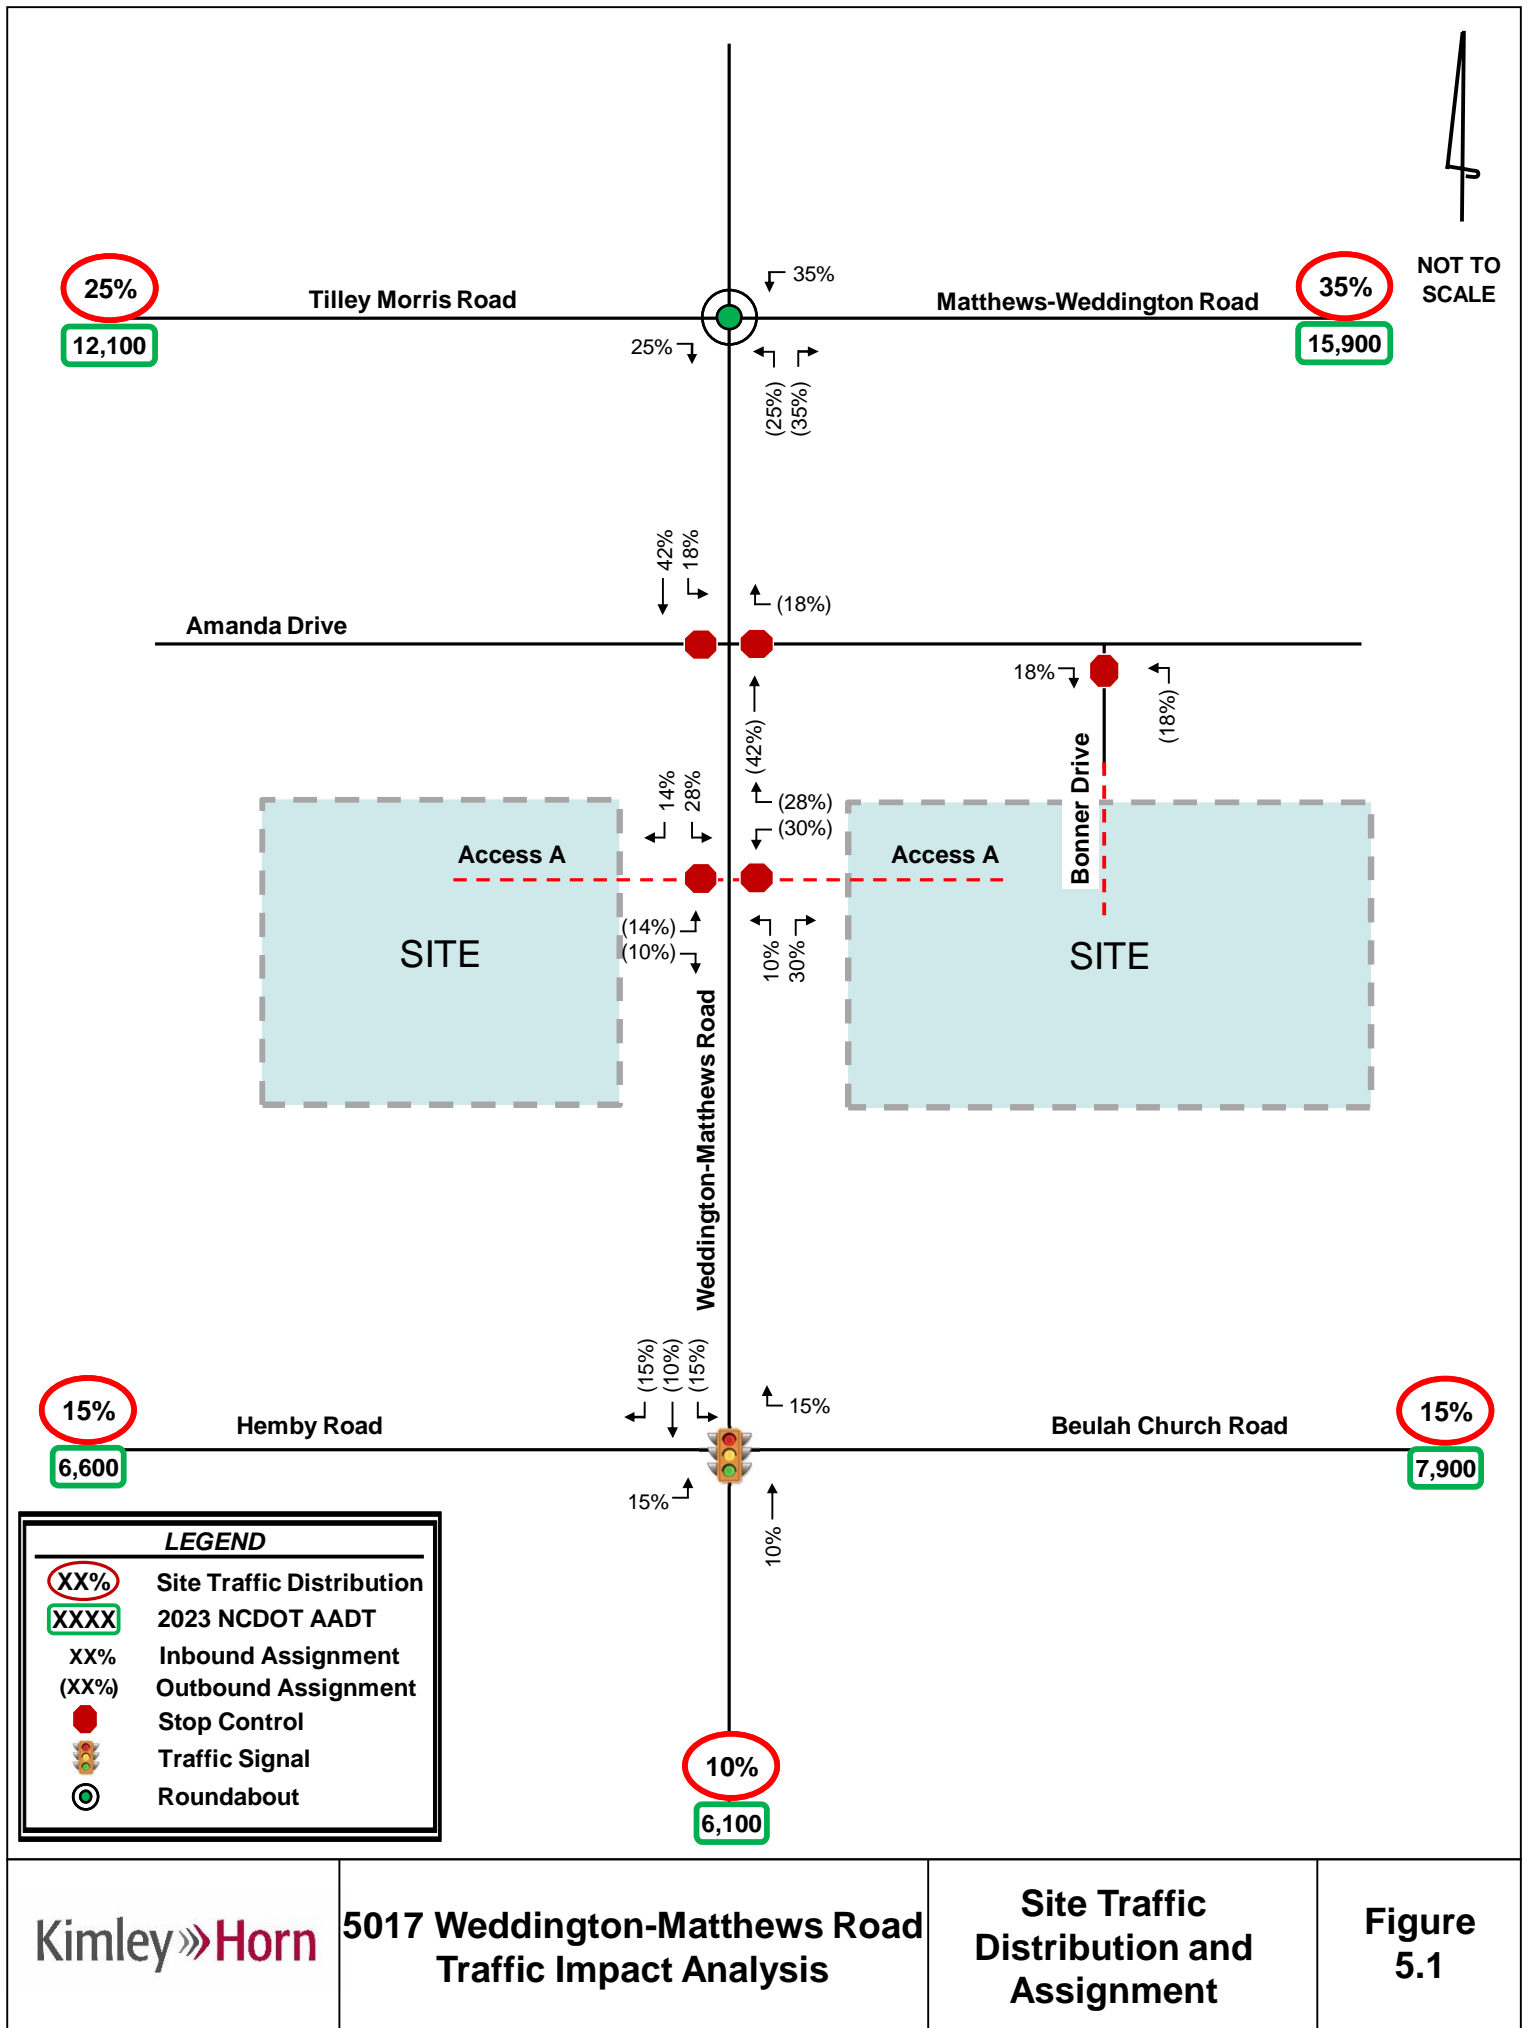 NOT TO
SCALE
25%
12,100
Tilley Morris Road
35%
Matthews-Weddington Road
35%
15,900
25%
(25%)
(35%)
42%
18%
(18%)
Amanda Drive
18%
(18%)
(42%)
Bonner Drive
14%
28%
(28%)
(30%)
Access A
Access A
(14%)
(10%)
10%
30%
SITE
SITE
Weddington-Matthews Road
(15%)
(10%)
(15%)
15%
15%
6,600
Hemby Road
Beulah Church Road
15%
7,900
15%
10%
LEGEND
XX% Site Traffic Distribution
XXXX 2023 NCDOT AADT
XX% Inbound Assignment
(XX%) Outbound Assignment
Stop Control
Traffic Signal
Roundabout
10%
6,100
Kimley»Horn
5017 Weddington-Matthews Road
Traffic Impact Analysis
Site Traffic
Distribution and
Assignment
Figure
5.1